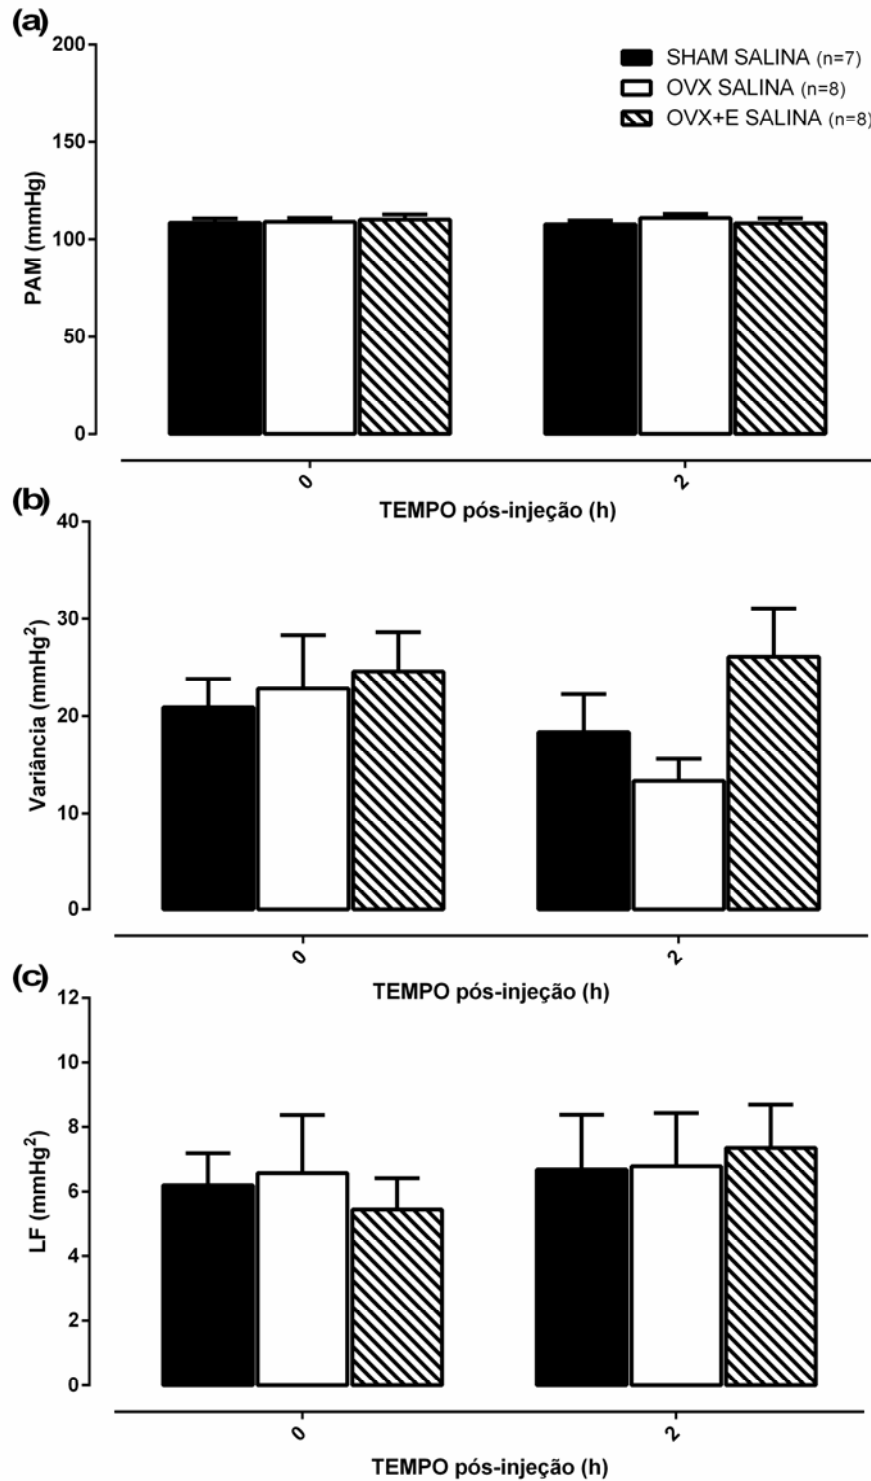 (a)
200
150
100
50
0
PAM (mmHg)
SHAM SALINA (n=7)
OVX SALINA (n=8)
OVX+E SALINA (n=8)
0
2
TEMPO pós-injeção (h)
(b)
40
30
20
10
0
Variância (mmHg²)
0
2
TEMPO pós-injeção (h)
(c)
12
10
8
6
4
2
0
LF (mmHg²)
0
2
TEMPO pós-injeção (h)